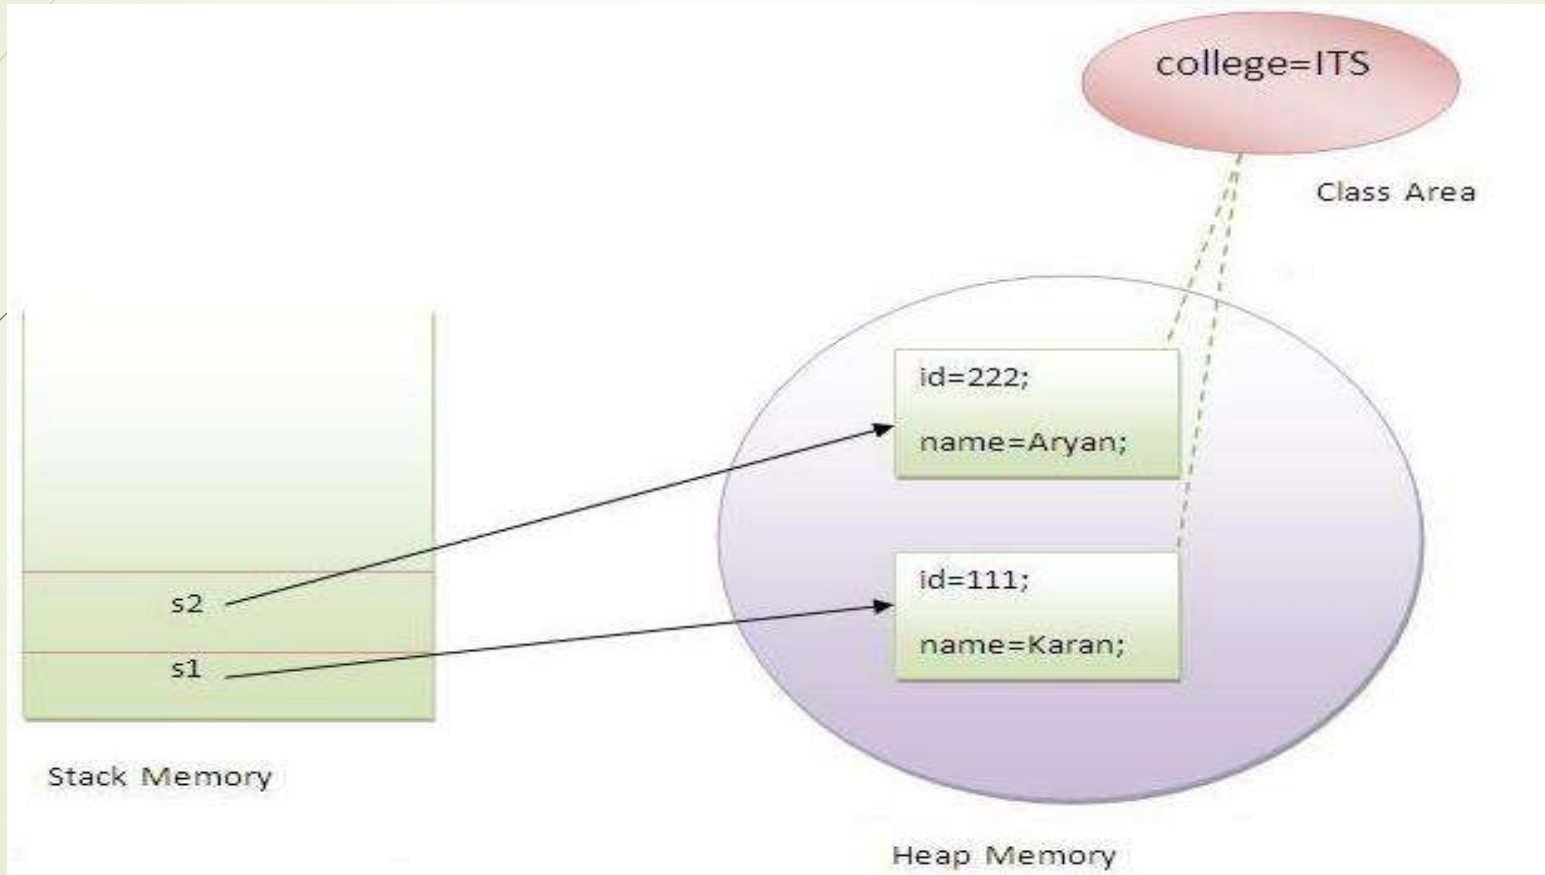 college=ITS
Class Area
id=222;
name=Aryan;
s2
id=111;
name=Karan;
s1
Stack Memory
Heap Memory